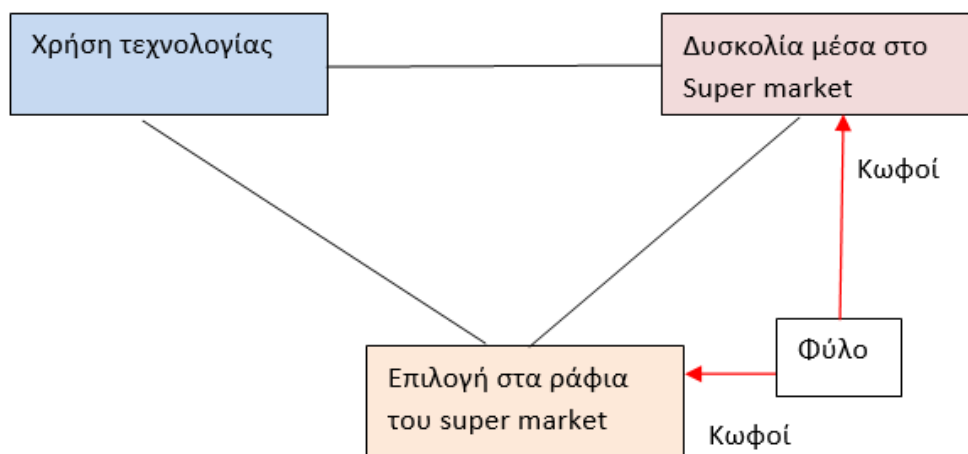 Χρήση τεχνολογίας
Δυσκολία μέσα στο
Super market
Κωφοί
Φύλο
Επιλογή στα ράφια
του super market
Κωφοί